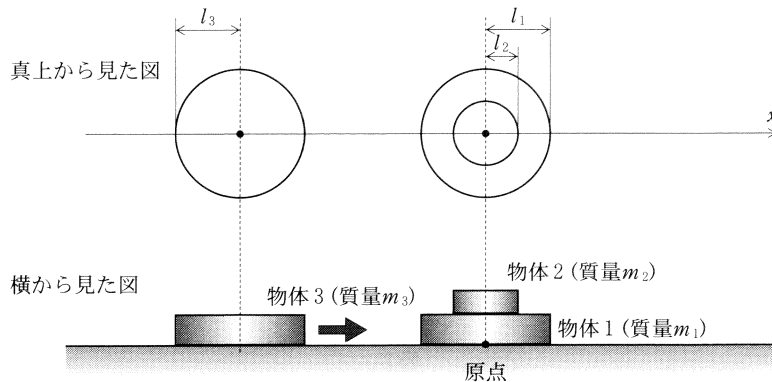 l₃
l₁
l₂
真上から見た図
x
横から見た図
物体2(質量m₂)
物体3(質量m₃)
物体1(質量m₁)
原点